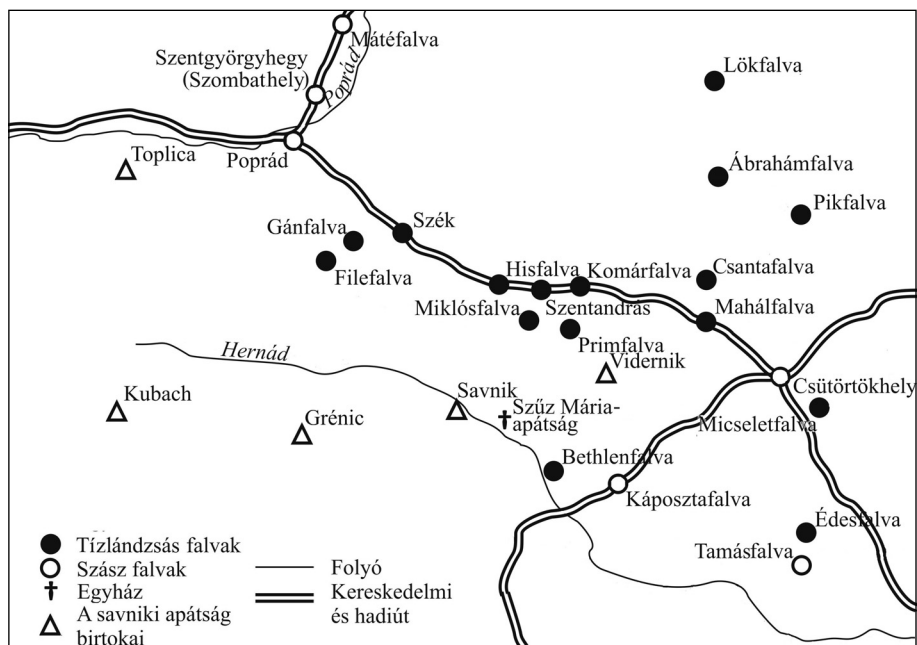 Mátéfalva
Szentgyörgyhegy
(Szombathely)
Poprád
Lökfalva
Toplica
Poprád
Ábrahámfalva
Pikfalva
Gánfalva
Szék
Filefalva
Hisfalva
Komárfalva
Csantafalva
Miklósfalva
Szentandrás
Mahálfalva
Primfalva
Hernád
Vidernik
Kubach
Savnik
Csütörtökhely
Grénic
Szűz Mária-
apátság
Micseletfalva
Bethlenfalva
Káposztafalva
Édesfalva
Tamásfalva
Tízlándzsás falvak
Szász falvak
Egyház
A savniki apátság
birtokai
Folyó
Kereskedelmi
és hadiút